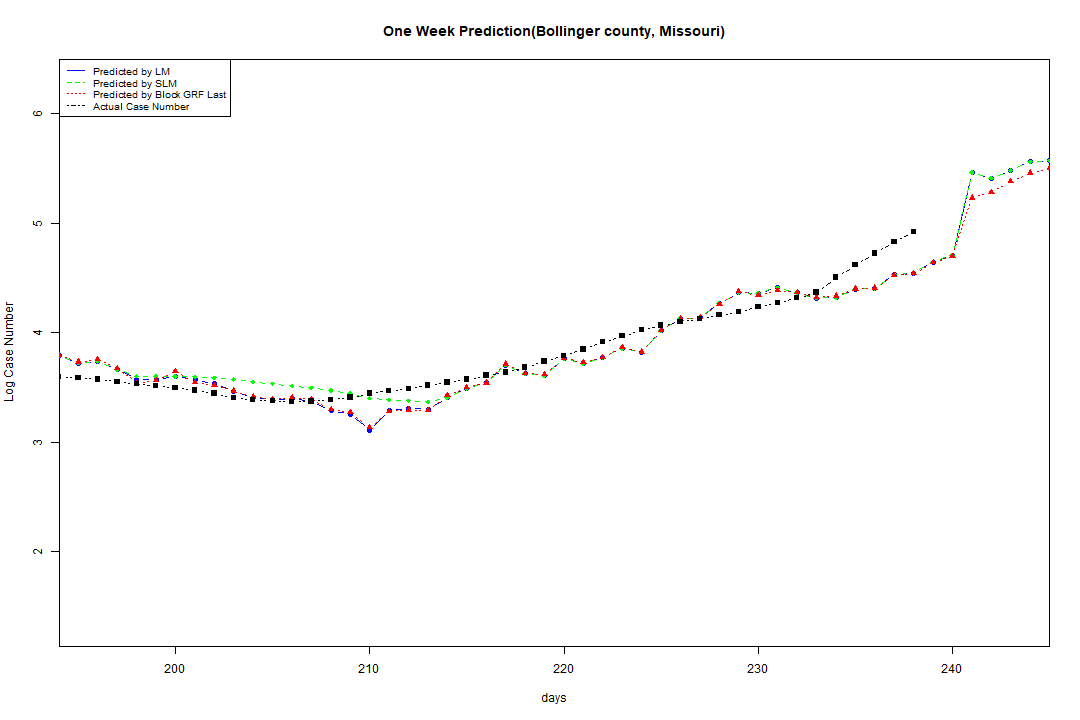 One Week Prediction(Bollinger county, Missouri)
Predicted by LM
Predicted by SLM
Predicted by Block GRF Last
Actual Case Number
6
5
4
3
2
Log Case Number
200 210 220 230 240
days